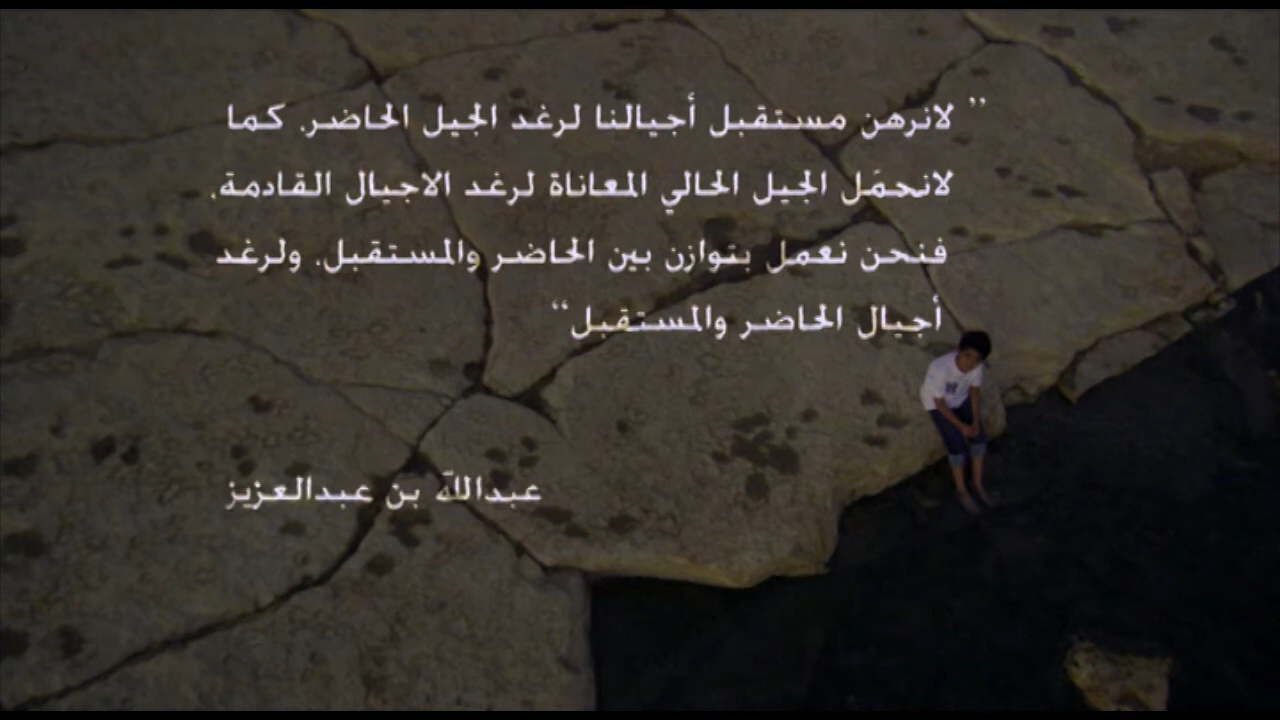 ”لانرهن مستقبل أجيالنا لرغد الجيل الحاضر، كما
لانحمّل الجيل الحالي المعاناة لرغد الاجيال القادمة،
فنحن نعمل بتوازن بين الحاضر والمستقبل، ولرغد
أجيال الحاضر والمستقبل“
عبدالله بن عبدالعزيز